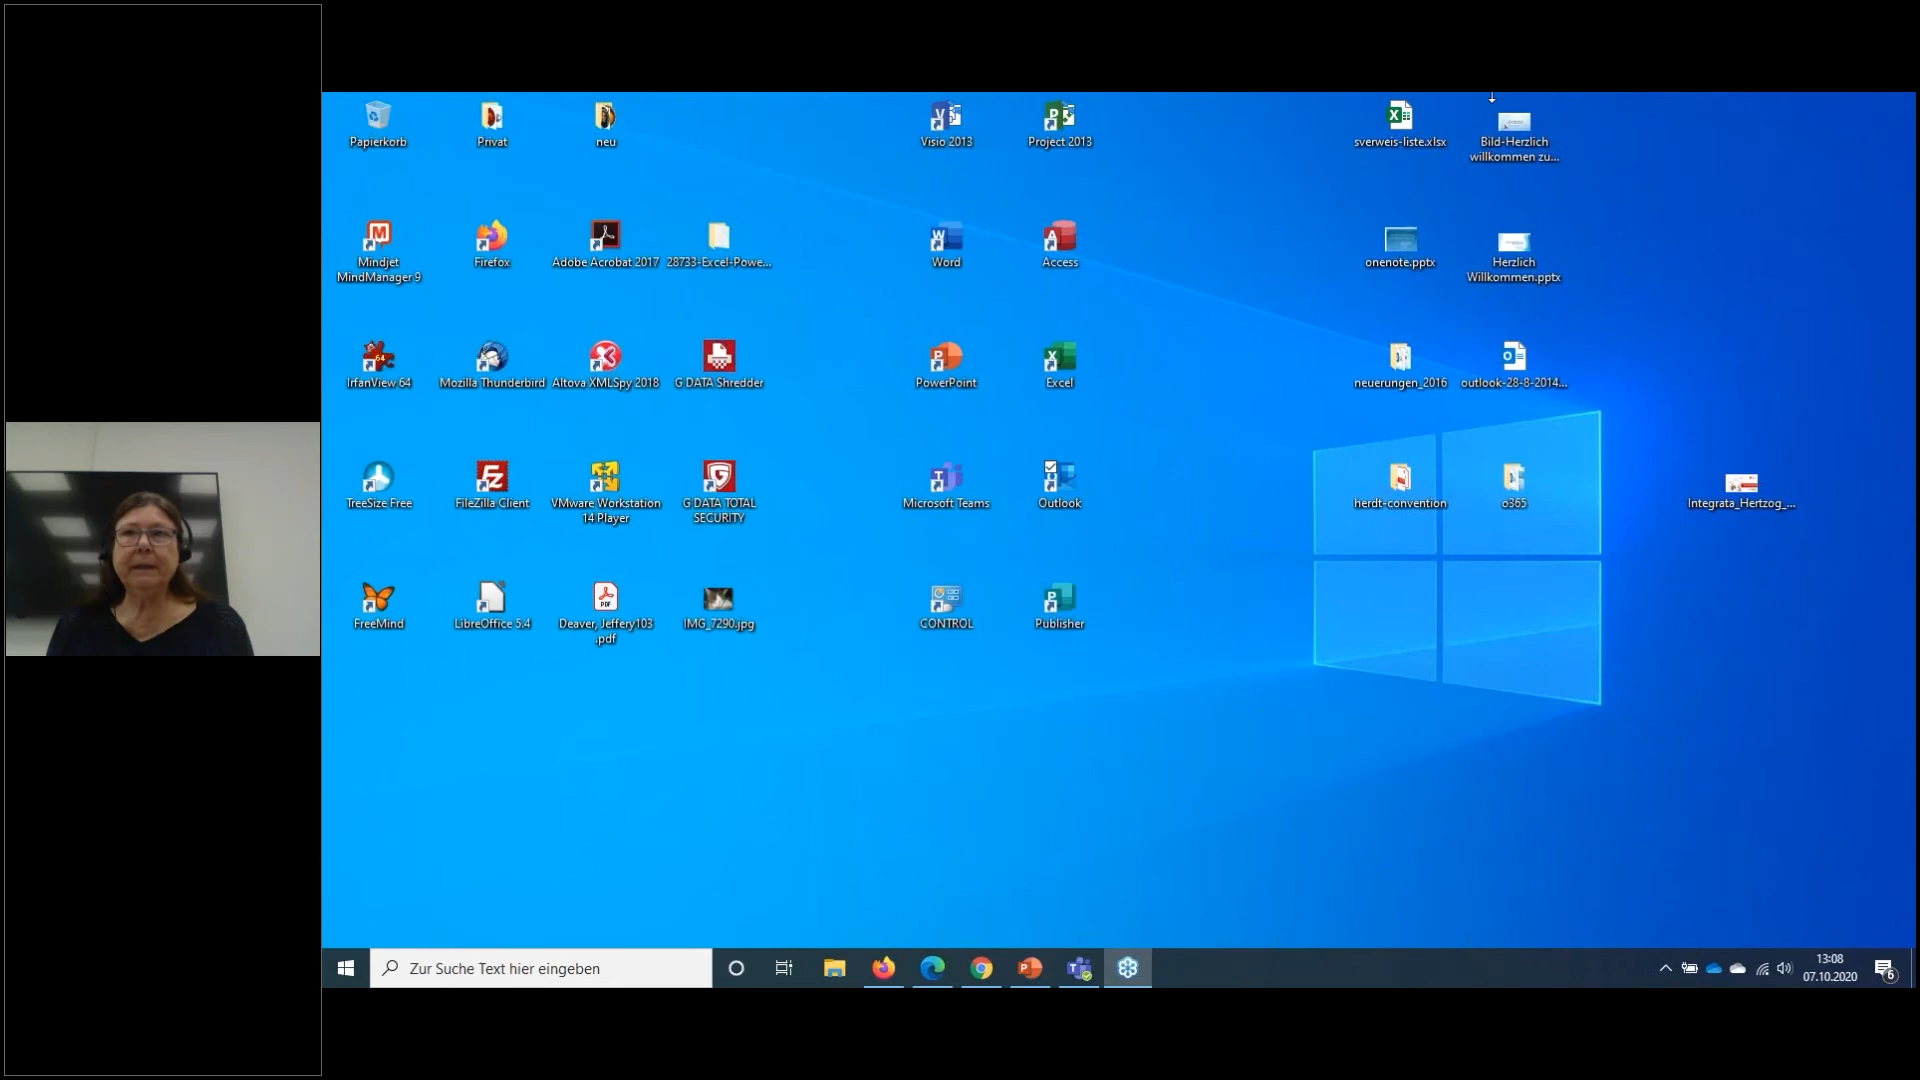 Papierkorb
Privat
neu
Visio 2013
Project 2013
sverweis-liste.xlsx
Bild-Herzlich
willkommen zu...
Mindjet
MindManager 9
Firefox
Adobe Acrobat 2017
28733-Excel-Powe...
Word
Access
onenote.pptx
Herzlich
Willkommen.pptx
IrfanView 64
Mozilla Thunderbird
Altova XMLSpy 2018
G DATA Shredder
PowerPoint
Excel
neuerungen_2016
outlook-28-8-2014...
TreeSize Free
FileZilla Client
VMware Workstation
14 Player
G DATA TOTAL
SECURITY
Microsoft Teams
Outlook
herdt-convention
o365
Integrata_Hertzog_...
FreeMind
LibreOffice 5.4
Deaver, Jeffery103
.pdf
IMG_7290.jpg
CONTROL
Publisher
Zur Suche Text hier eingeben
13:08
07.10.2020
6